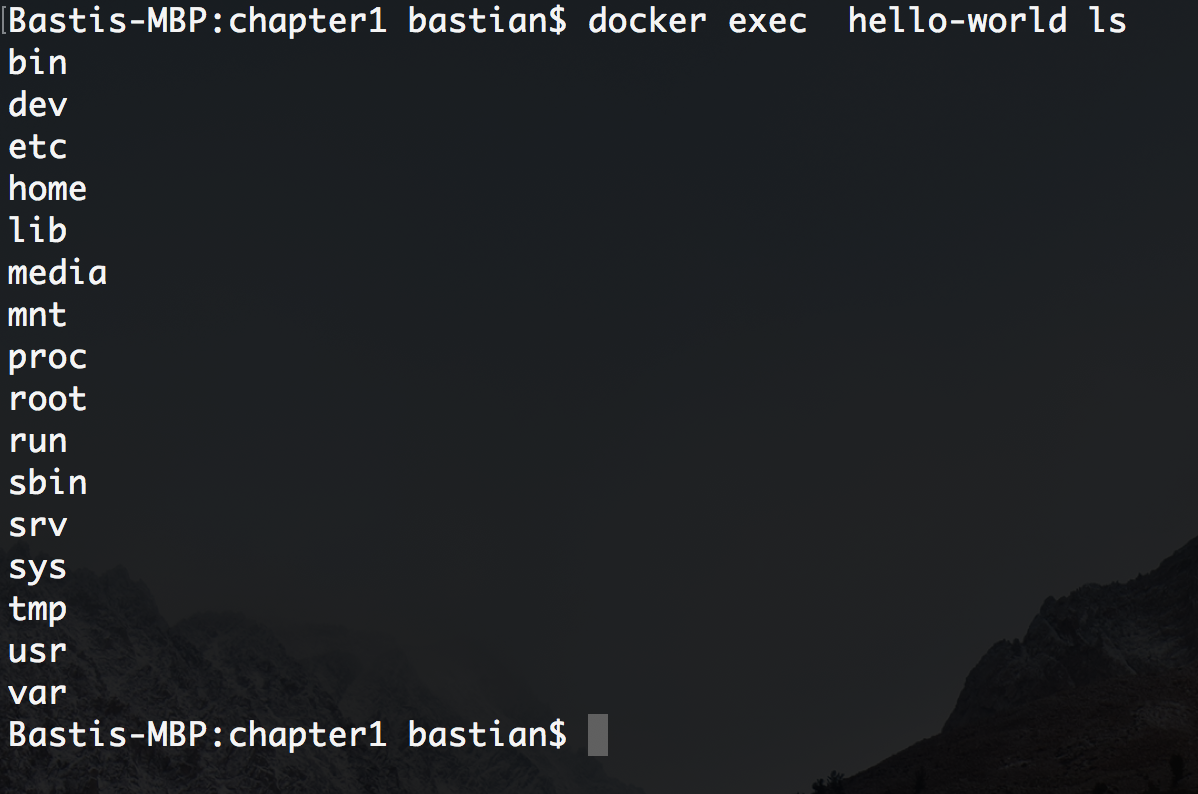 [Bastis-MBP:chapter1 bastian$ docker exec  hello-world ls
bin
dev
etc
home
lib
media
mnt
proc
root
run
sbin
srv
sys
tmp
usr
var
Bastis-MBP:chapter1 bastian$